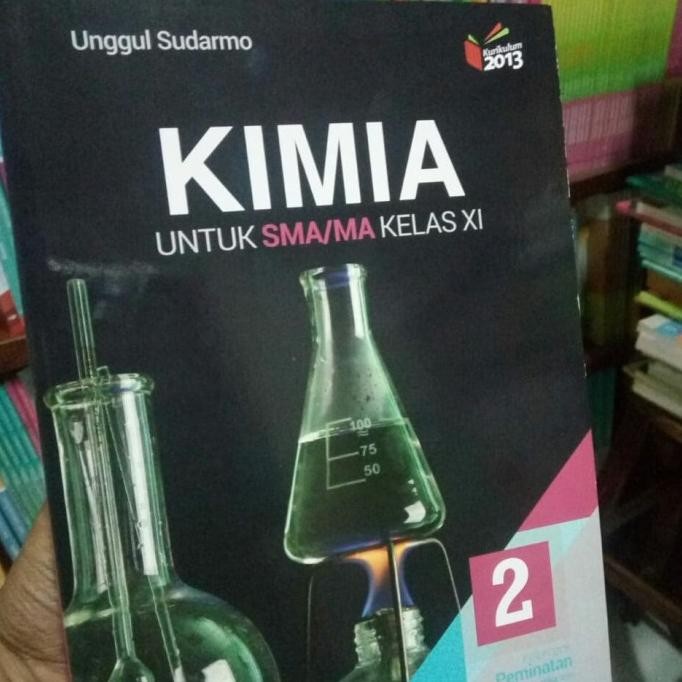 Unggul Sudarmo
Kurikulum
2013
KIMIA
UNTUK SMA/MA KELAS XI
100
75
50
2
Peminatan